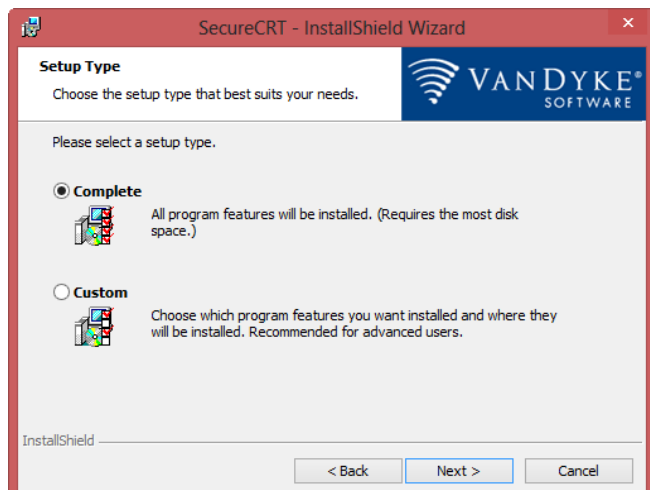 SecureCRT - InstallShield Wizard
Setup Type
Choose the setup type that best suits your needs.
VANDYKE®
SOFTWARE
Please select a setup type.
Complete
All program features will be installed. (Requires the most disk
space.)
Custom
Choose which program features you want installed and where they
will be installed. Recommended for advanced users.
InstallShield
< Back Next > Cancel